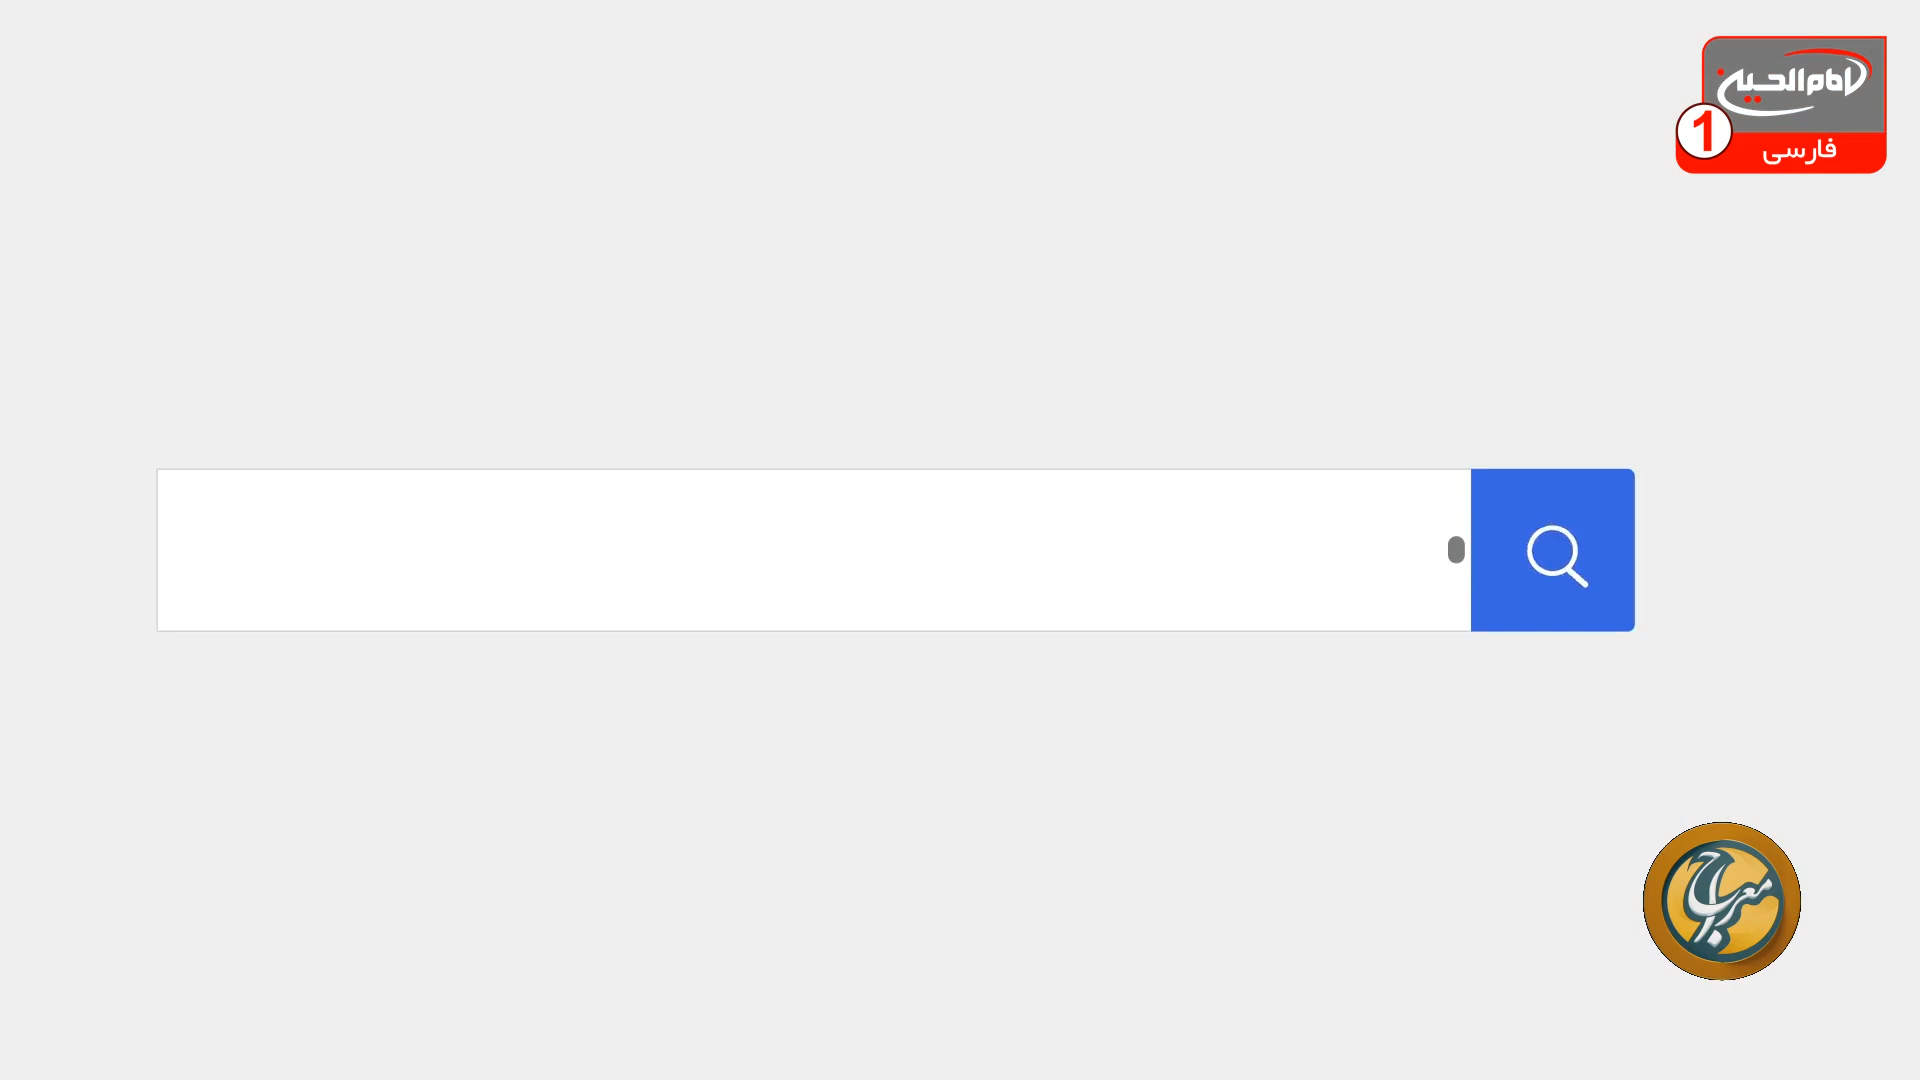 امام الحسین
1
فارسی
معراج